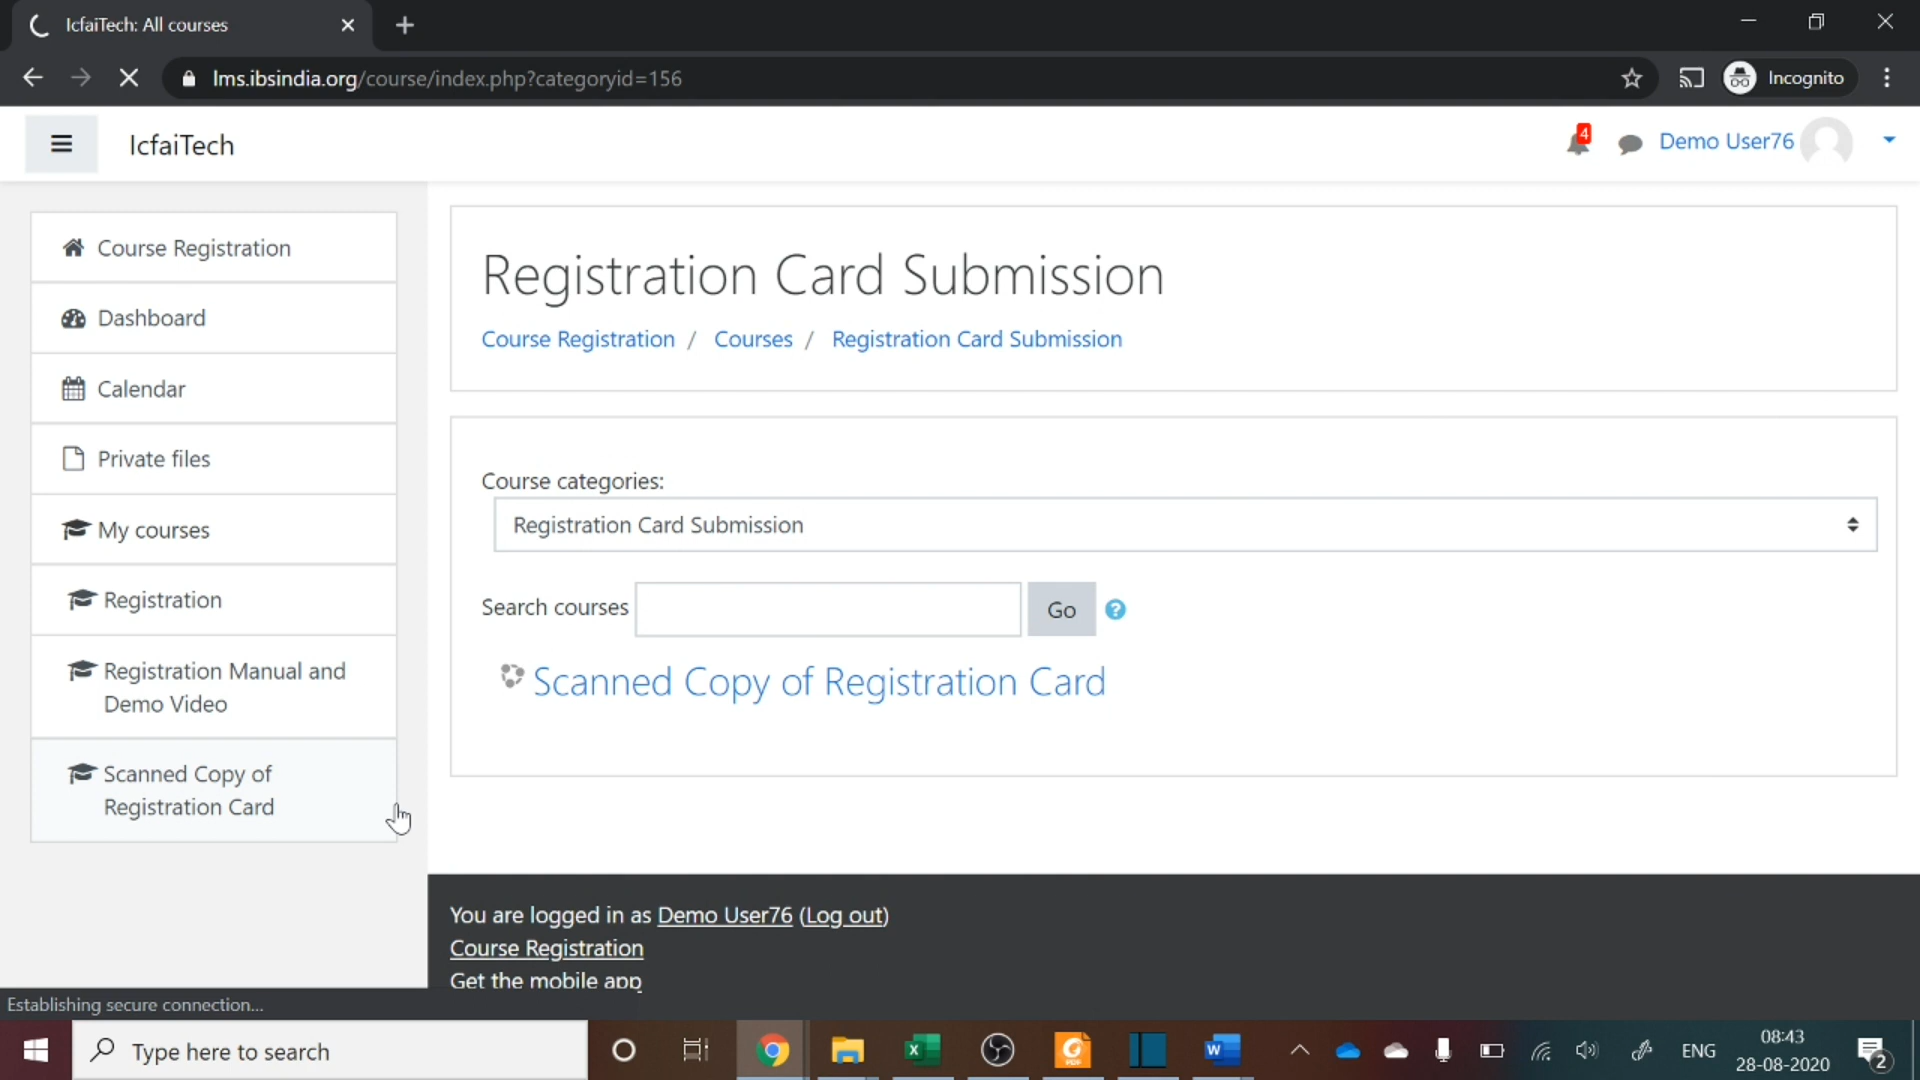 IcfaiTech: All courses
lms.ibsindia.org/course/index.php?categoryid=156
Incognito
IcfaiTech
4
Demo User76
Course Registration
Dashboard
Calendar
Private files
My courses
Registration
Registration Manual and
Demo Video
Scanned Copy of
Registration Card
Registration Card Submission
Course Registration / Courses / Registration Card Submission
Course categories:
Registration Card Submission
Search courses
Go
?
Scanned Copy of Registration Card
You are logged in as Demo User76 (Log out)
Course Registration
Get the mobile app
Establishing secure connection...
Type here to search
ENG
08:43
28-08-2020
2